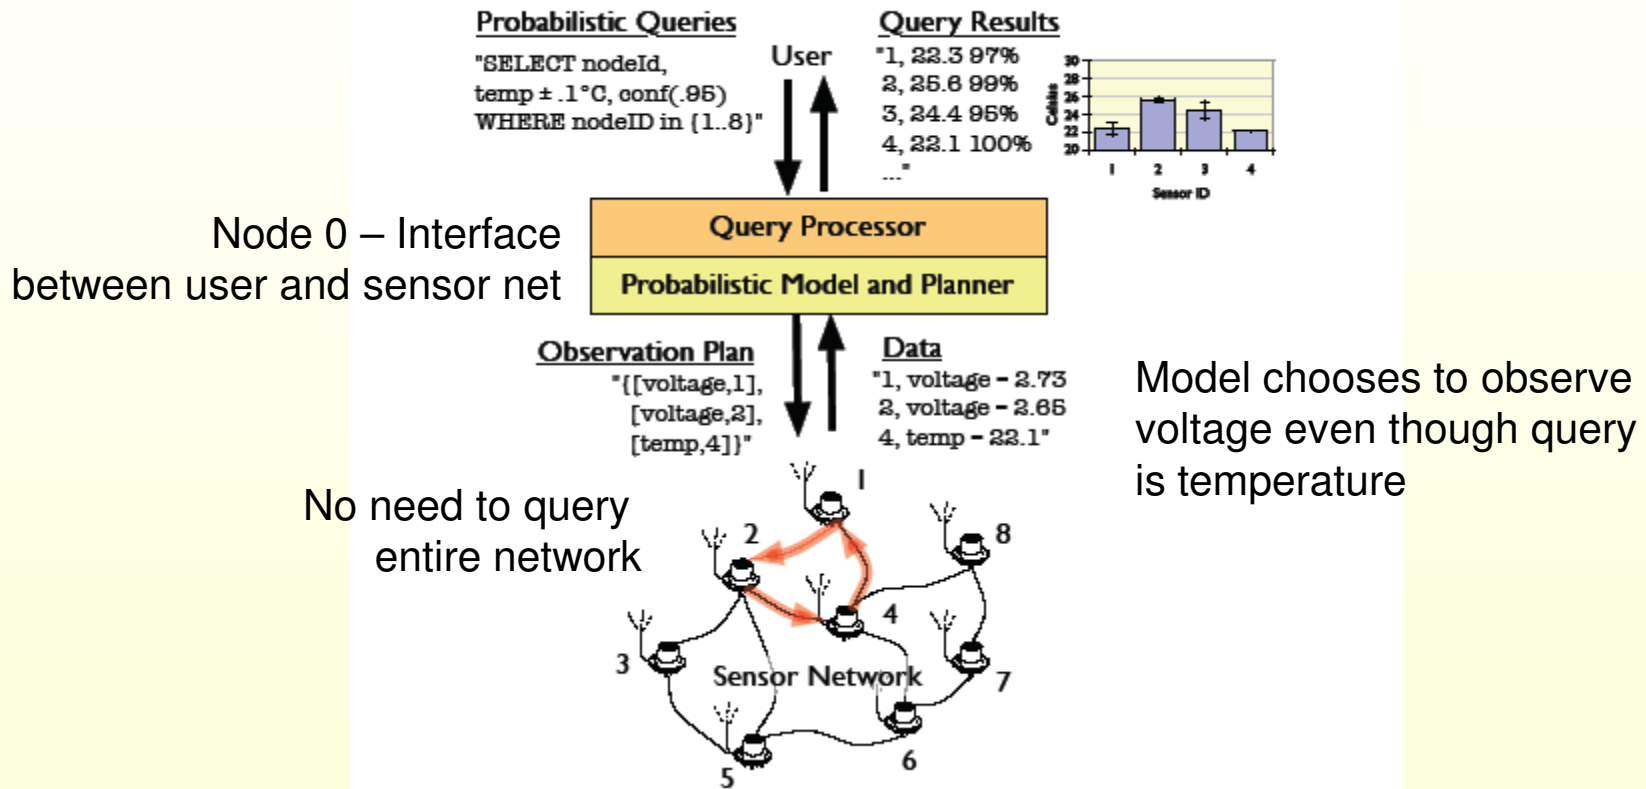 Probabilistic Queries
"SELECT nodeId,
temp ± .1°C, conf(.95)
WHERE nodeID in {1..8}"
User
Query Results
"1, 22.3 97%
2, 25.6 99%
3, 24.4 95%
4, 22.1 100%
..."
Celsius
30
28
26
24
22
20
1 2 3 4
Sensor ID
Node 0 – Interface
between user and sensor net
Query Processor
Probabilistic Model and Planner
Observation Plan
"{[voltage,1],
[voltage,2],
[temp,4]}"
Data
"1, voltage = 2.73
2, voltage = 2.65
4, temp = 22.1"
Model chooses to observe
voltage even though query
is temperature
No need to query
entire network
1
2
8
4
3
Sensor Network
7
6
5